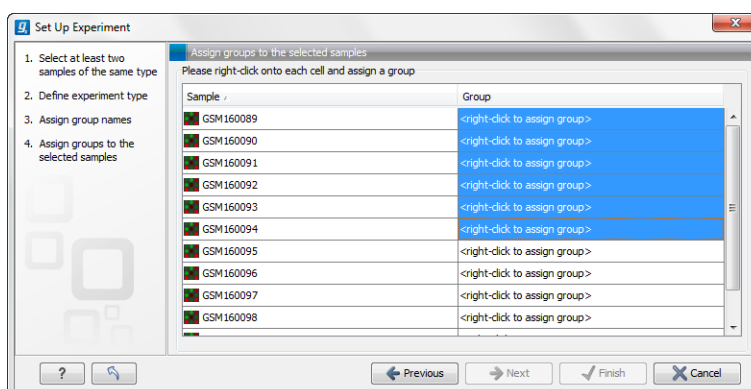 Set Up Experiment
1. Select at least two
samples of the same type
2. Define experiment type
3. Assign group names
4. Assign groups to the
selected samples
Assign groups to the selected samples
Please right-click onto each cell and assign a group
Sample Group
GSM160089 <right-click to assign group>
GSM160090 <right-click to assign group>
GSM160091 <right-click to assign group>
GSM160092 <right-click to assign group>
GSM160093 <right-click to assign group>
GSM160094 <right-click to assign group>
GSM160095 <right-click to assign group>
GSM160096 <right-click to assign group>
GSM160097 <right-click to assign group>
GSM160098 <right-click to assign group>
? Previous Next Finish Cancel